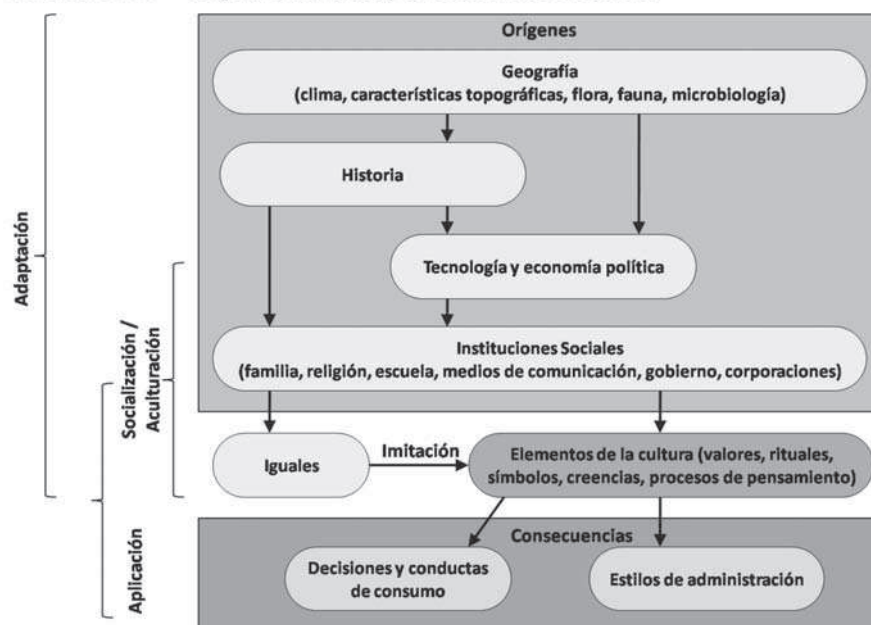 Orígenes
Geografía
(clima, características topográficas, flora, fauna, microbiología)
Historia
Tecnología y economía política
Instituciones Sociales
(familia, religión, escuela, medios de comunicación, gobierno, corporaciones)
Iguales
Imitación
Elementos de la cultura (valores, rituales,
símbolos, creencias, procesos de pensamiento)
Consecuencias
Decisiones y conductas
de consumo
Estilos de administración
Adaptación
Socialización /
Aculturación
Aplicación